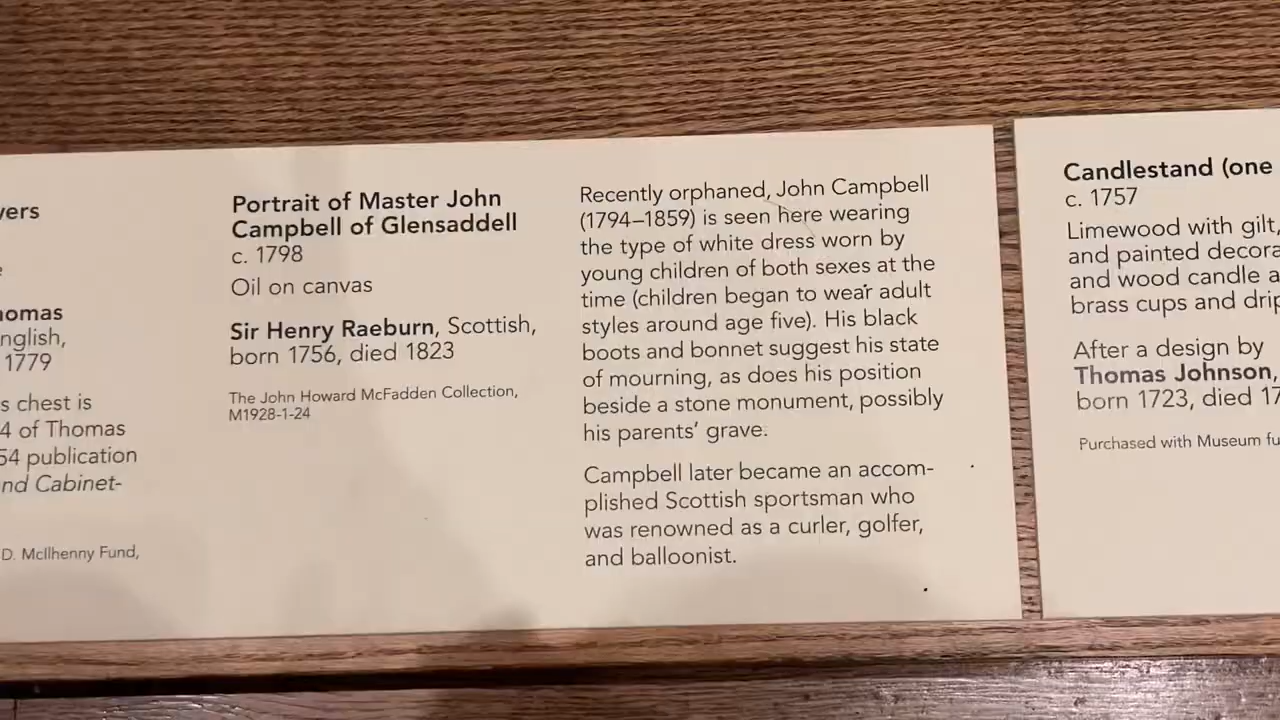 vers
e
homas
nglish,
1779
s chest is
4 of Thomas
54 publication
nd Cabinet-
D. McIlhenny Fund,
Portrait of Master John
Campbell of Glensaddell
c. 1798
Oil on canvas
Sir Henry Raeburn, Scottish,
born 1756, died 1823
The John Howard McFadden Collection,
M1928-1-24
Recently orphaned, John Campbell
(1794–1859) is seen here wearing
the type of white dress worn by
young children of both sexes at the
time (children began to wear adult
styles around age five). His black
boots and bonnet suggest his state
of mourning, as does his position
beside a stone monument, possibly
his parents’ grave.
Campbell later became an accom-
plished Scottish sportsman who
was renowned as a curler, golfer,
and balloonist.
Candlestand (one
c. 1757
Limewood with gilt,
and painted decora
and wood candle a
brass cups and drip
After a design by
Thomas Johnson,
born 1723, died 17
Purchased with Museum fu